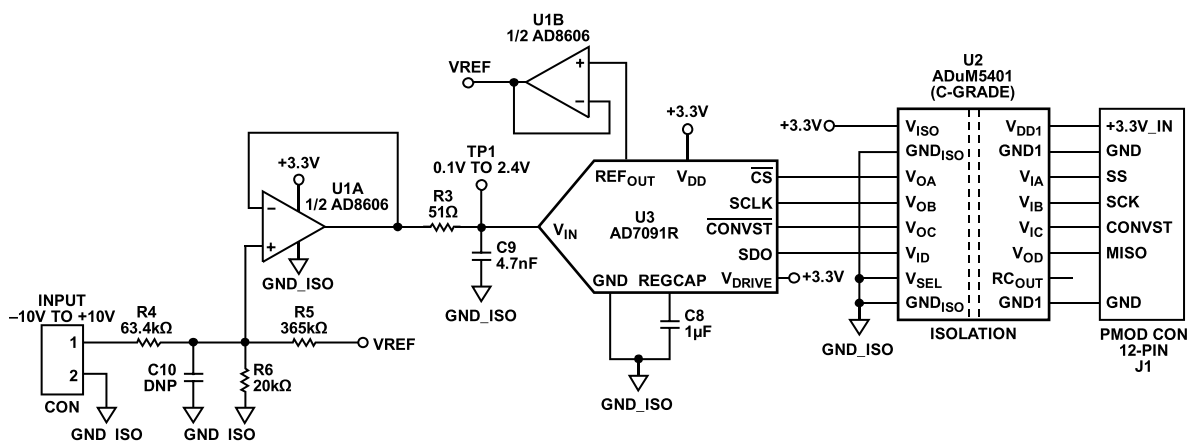 U1B
1/2 AD8606
VREF
+
−
U2
ADuM5401
(C-GRADE)
+3.3V
VISO
GNDISO
VOA
VOB
VOC
VID
VSEL
GNDISO
VDD1
GND1
VIA
VIB
VIC
VOD
RCOUT
GND1
ISOLATION
+3.3V_IN
GND
SS
SCK
CONVST
MISO
GND
PMOD CON
12-PIN
J1
GND_ISO
+3.3V
REFOUT
VDD
CS
SCLK
CONVST
SDO
VDRIVE
+3.3V
U3
AD7091R
VIN
GND
REGCAP
C8
1µF
GND_ISO
TP1
0.1V TO 2.4V
R3
51Ω
C9
4.7nF
GND_ISO
+3.3V
U1A
1/2 AD8606
−
+
GND_ISO
INPUT
–10V TO +10V
1
2
CON
GND_ISO
R4
63.4kΩ
C10
DNP
GND_ISO
R5
365kΩ
VREF
R6
20kΩ